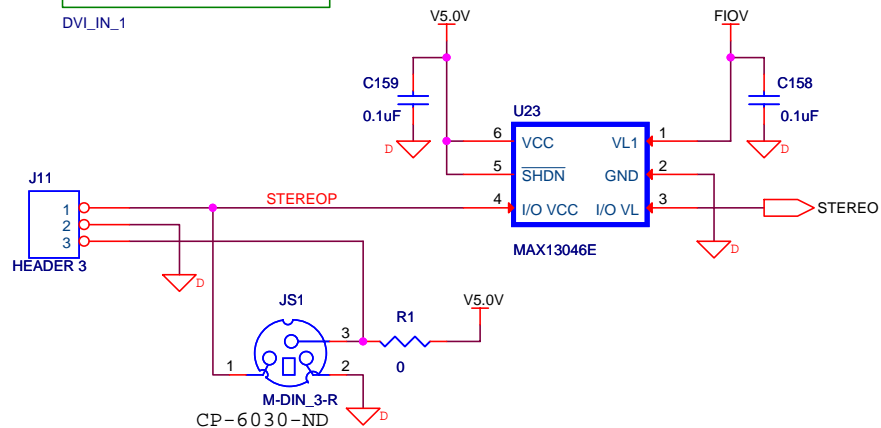 DVI_IN_1
V5.0V
FIOV
C159
0.1uF
D
C158
0.1uF
D
U23
6 VCC VL1 1
5 SHDN GND 2
4 I/O VCC I/O VL 3
MAX13046E
STEREOP
STEREO
D
J11
1
2
3
HEADER 3
D
JS1
3
R1
0
V5.0V
1
2
M-DIN_3-R
CP-6030-ND
D